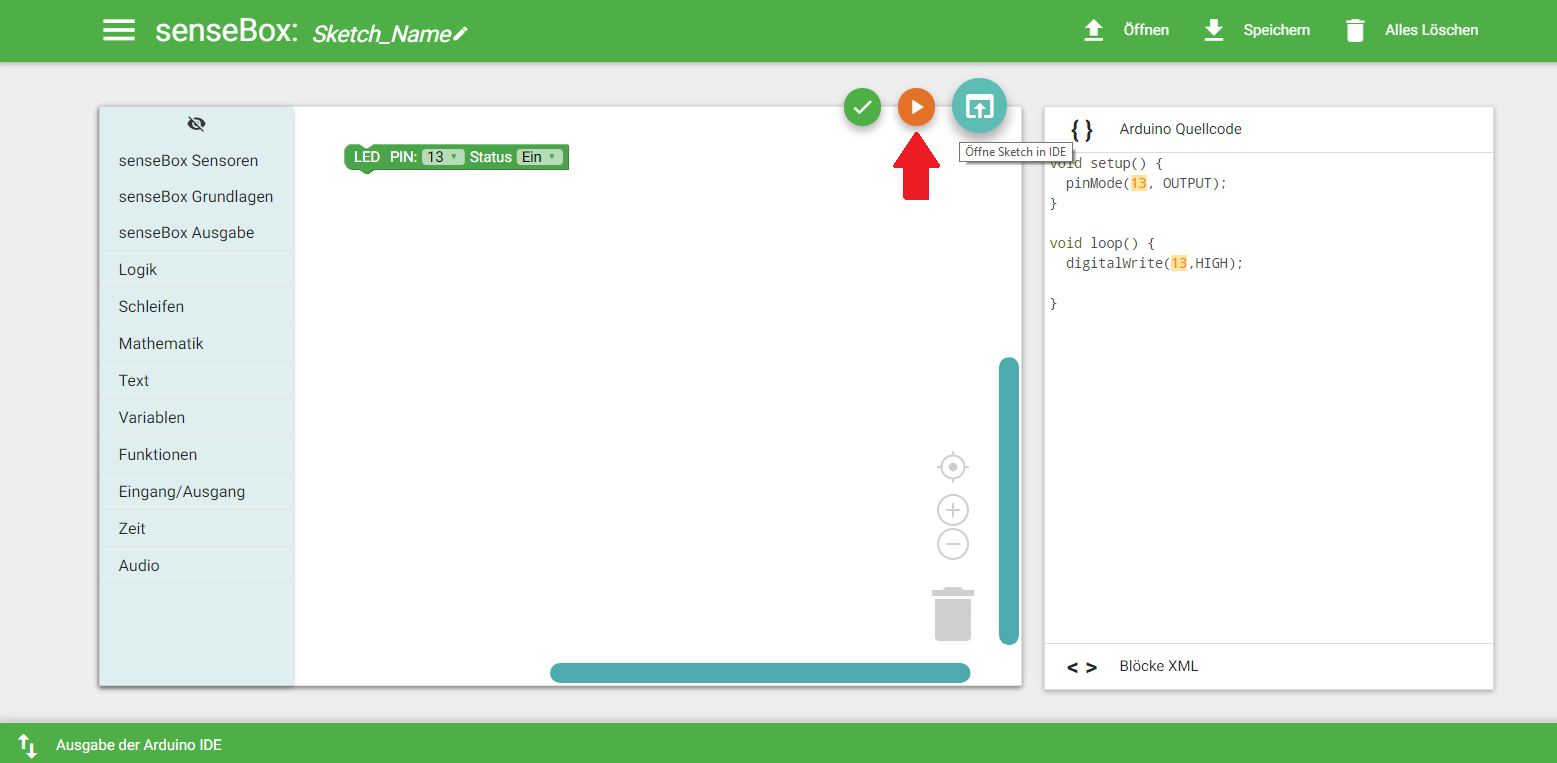 senseBox: Sketch_Name
Öffnen
Speichern
Alles Löschen
senseBox Sensoren
senseBox Grundlagen
senseBox Ausgabe
Logik
Schleifen
Mathematik
Text
Variablen
Funktionen
Eingang/Ausgang
Zeit
Audio
LED PIN: 13 Status Ein
Öffne Sketch in IDE
{ } Arduino Quellcode
void setup() {
pinMode(13, OUTPUT);
}
void loop() {
digitalWrite(13,HIGH);
}
< > Blöcke XML
Ausgabe der Arduino IDE